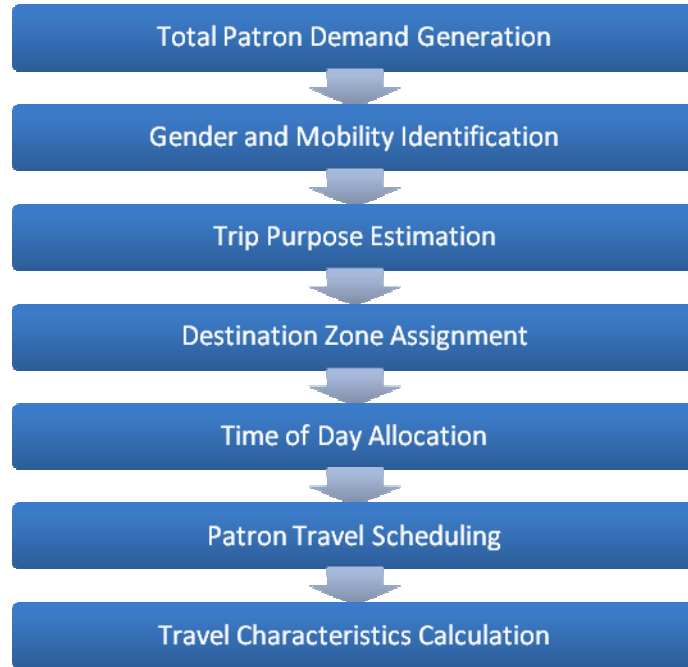 Total Patron Demand Generation
Gender and Mobility Identification
Trip Purpose Estimation
Destination Zone Assignment
Time of Day Allocation
Patron Travel Scheduling
Travel Characteristics Calculation